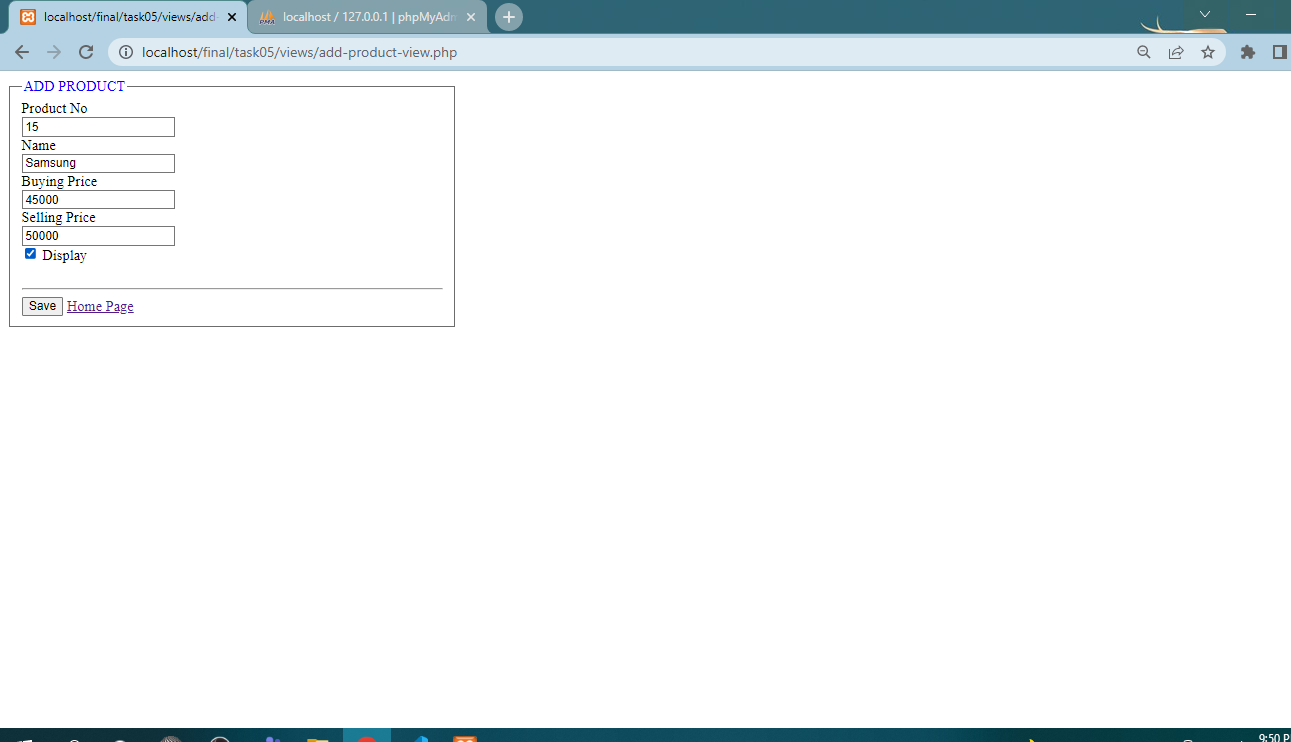 localhost/final/task05/views/add-
localhost / 127.0.0.1 | phpMyAdm
localhost/final/task05/views/add-product-view.php
ADD PRODUCT
Product No
15
Name
Samsung
Buying Price
45000
Selling Price
50000
Display
Save Home Page
9:50 P